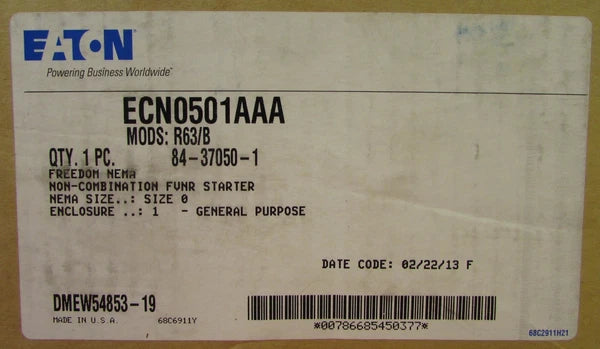 EATON
Powering Business Worldwide™
ECN0501AAA
MODS: R63/B
QTY. 1 PC. 84-37050-1
FREEDOM NEMA
NON-COMBINATION FVNR STARTER
NEMA SIZE..: SIZE 0
ENCLOSURE ..: 1 - GENERAL PURPOSE
DATE CODE: 02/22/13 F
DMEW54853-19
MADE IN U.S.A. 68C6911Y
*00786685450377*
68C2911H21